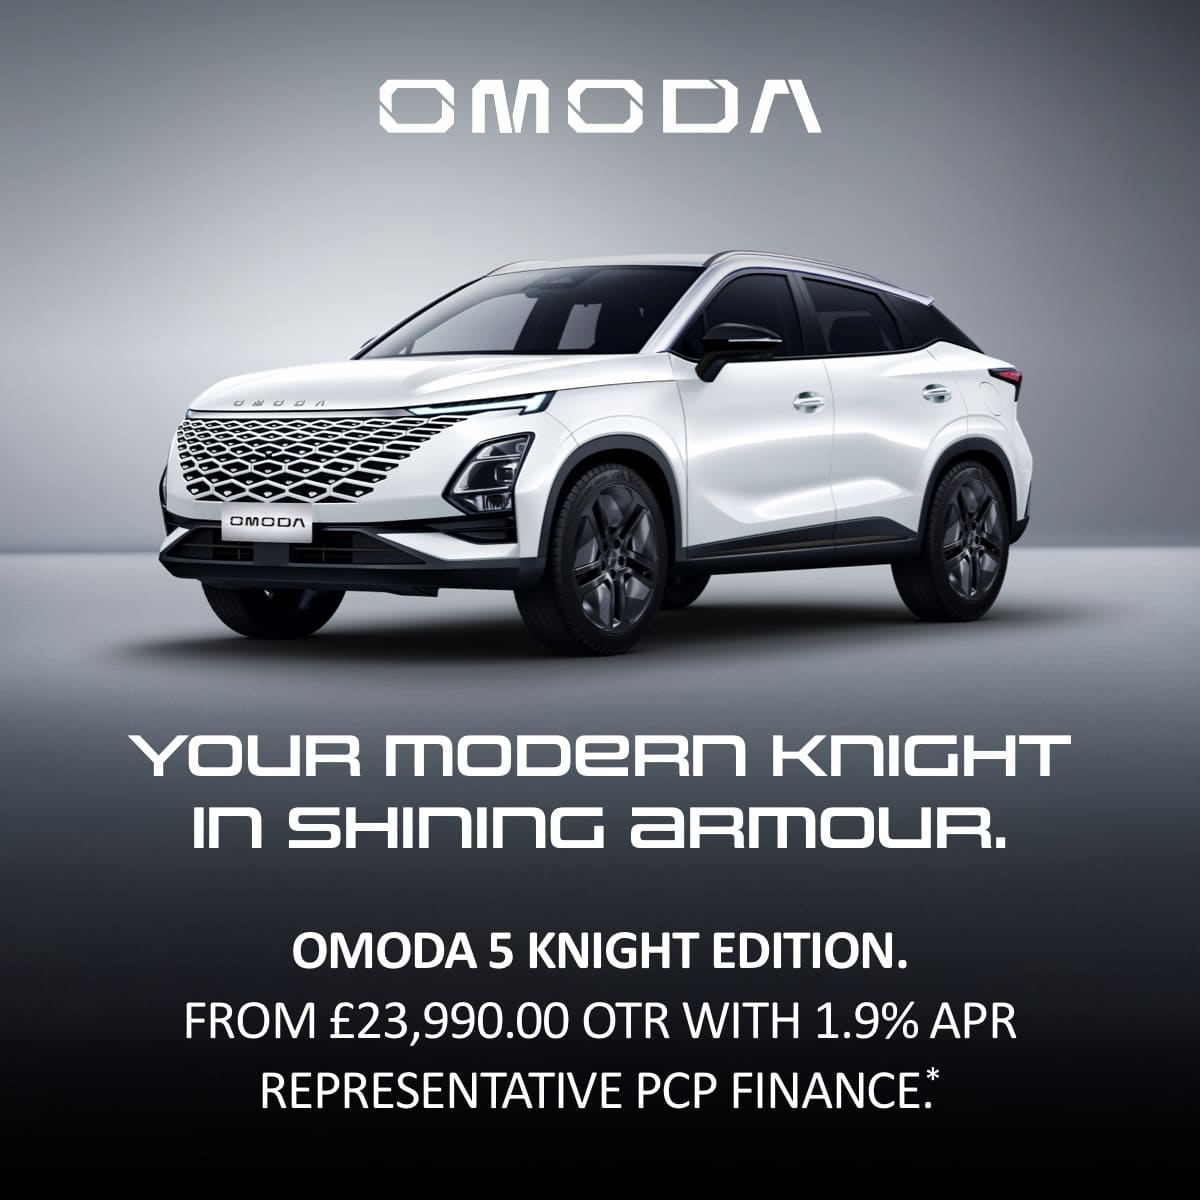 OMODA
OMODA
OMODA
YOUR MODERN KNIGHT
IN SHINING ARMOUR.
OMODA 5 KNIGHT EDITION.
FROM £23,990.00 OTR WITH 1.9% APR
REPRESENTATIVE PCP FINANCE.*